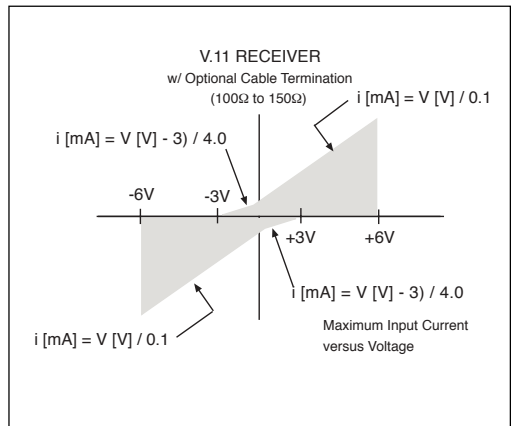 V.11 RECEIVER
w/ Optional Cable Termination
(100Ω to 150Ω)
i [mA] = V [V] / 0.1
i [mA] = V [V] - 3) / 4.0
-6V
-3V
+3V
+6V
i [mA] = V [V] - 3) / 4.0
i [mA] = V [V] / 0.1
Maximum Input Current
versus Voltage